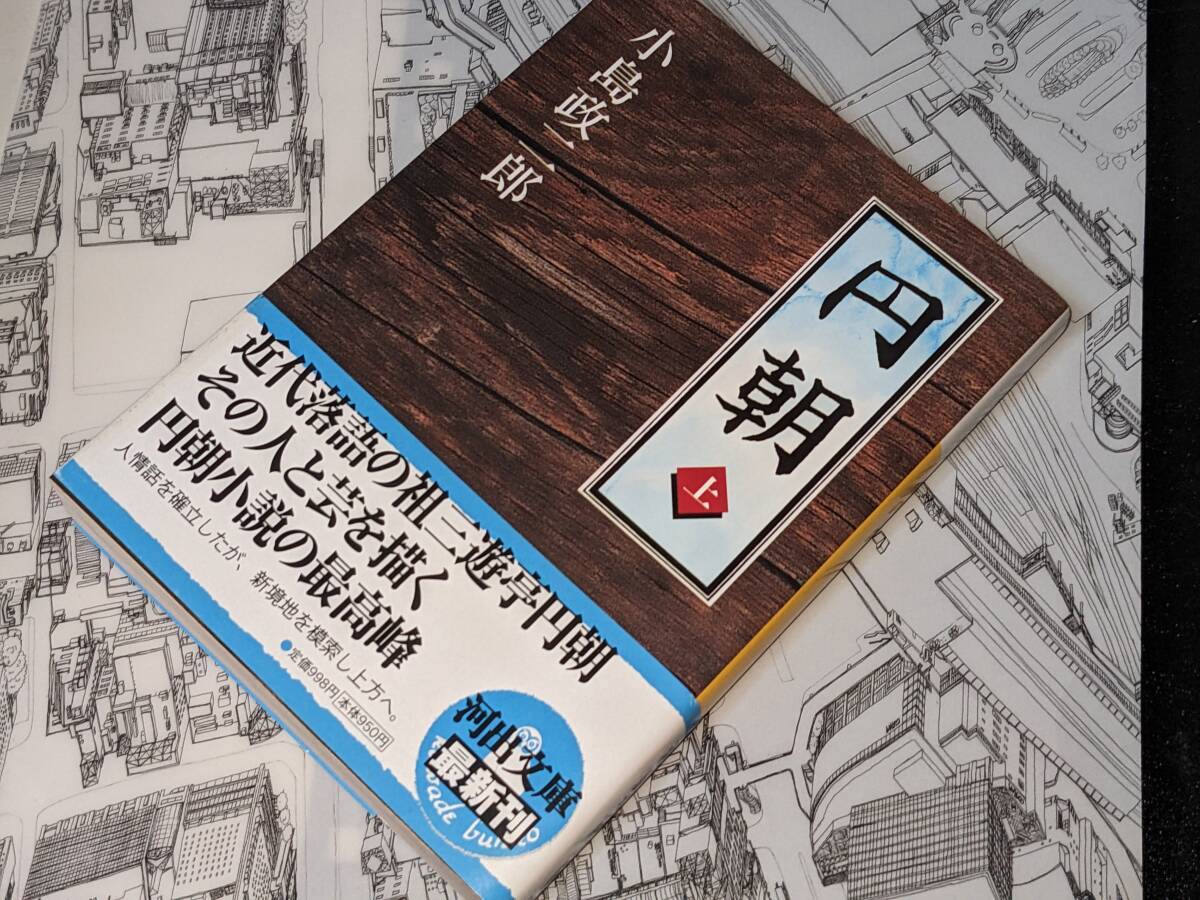 小島政二郎
円朝
上
近代落語の祖三遊亭円朝
その人と芸を描く
円朝小説の最高峰
人情話を確立したが、新境地を模索し上方へ。
●定価998円 本体950円
河出文庫
最新刊